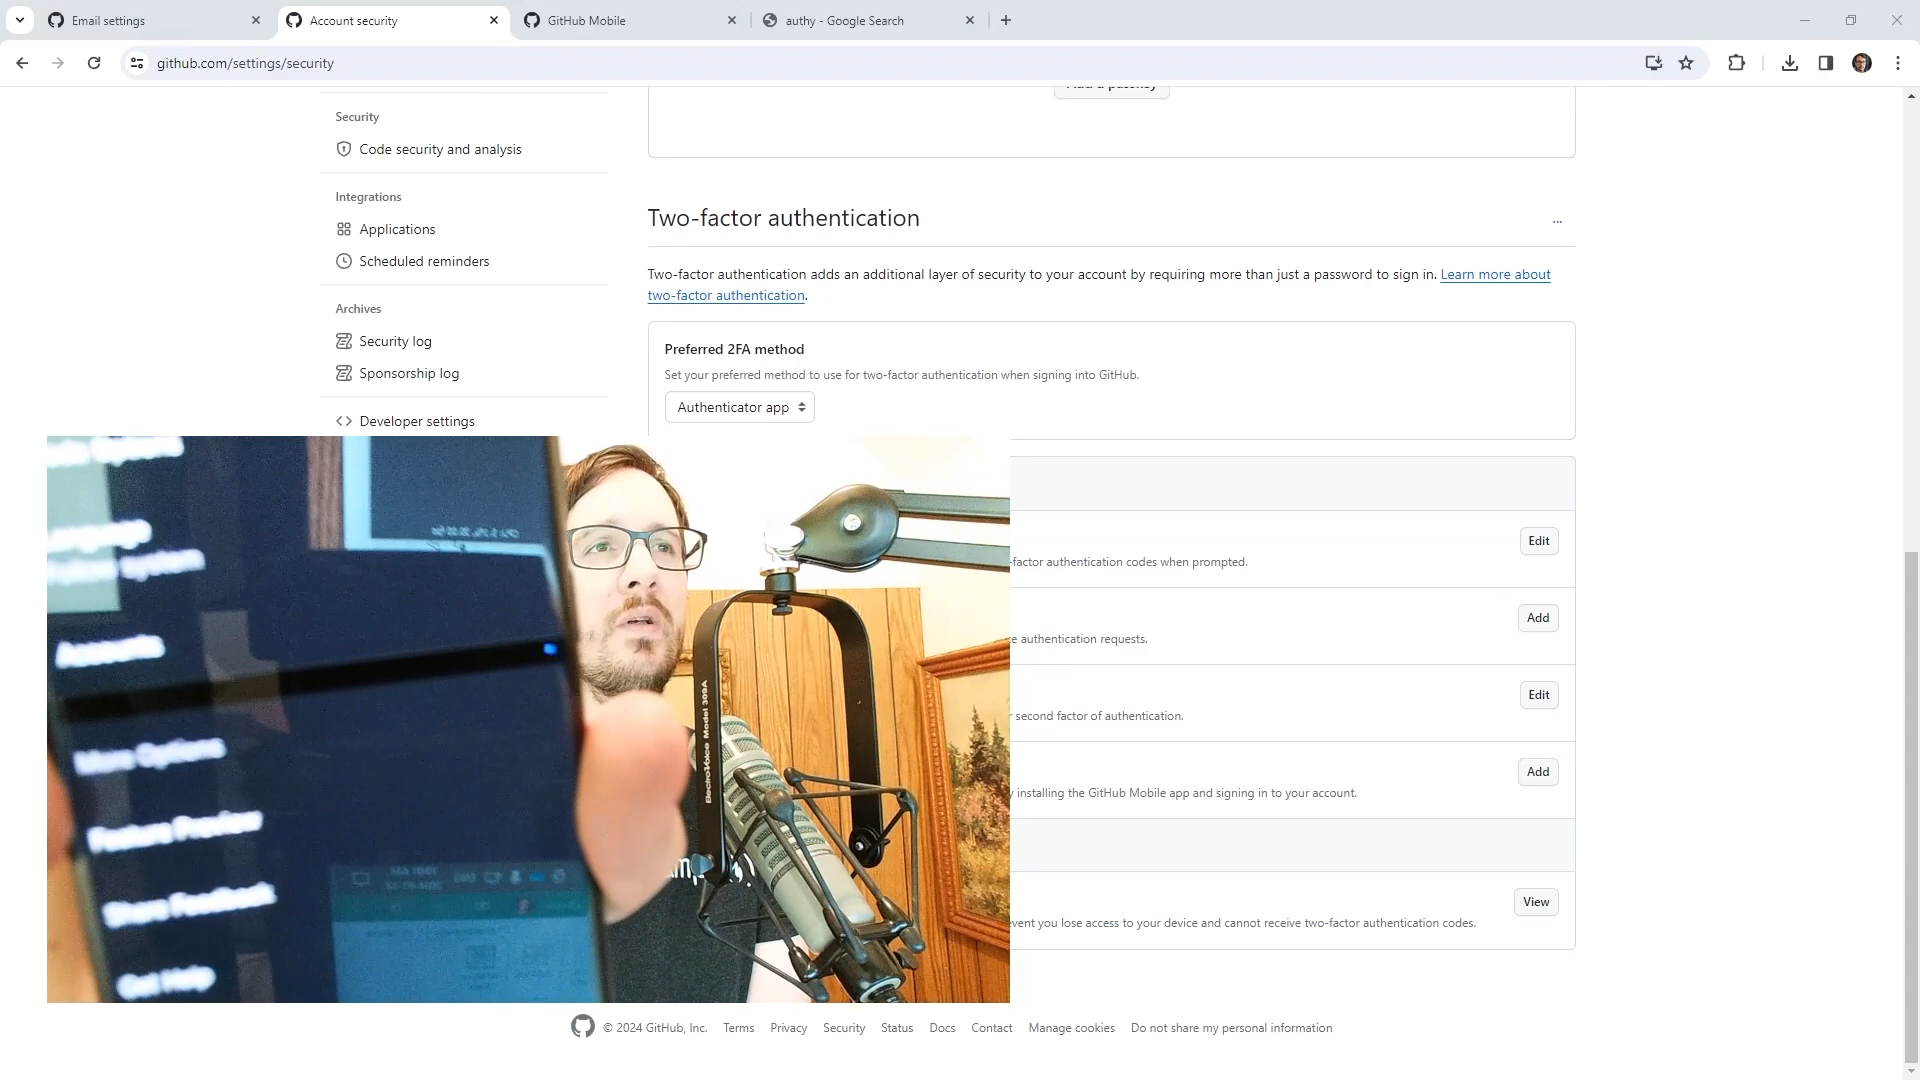 Email settings
Account security
GitHub Mobile
authy - Google Search
github.com/settings/security
Security
Code security and analysis
Integrations
Applications
Scheduled reminders
Archives
Security log
Sponsorship log
Developer settings
Two-factor authentication
...
Two-factor authentication adds an additional layer of security to your account by requiring more than just a password to sign in. Learn more about
two-factor authentication.
Preferred 2FA method
Set your preferred method to use for two-factor authentication when signing into GitHub.
Authenticator app
Edit
-factor authentication codes when prompted.
Add
authentication requests.
Edit
second factor of authentication.
Add
installing the GitHub Mobile app and signing in to your account.
View
event you lose access to your device and cannot receive two-factor authentication codes.
Accounts
More Options
Feature Preview
Share Feedback
Get Help
ElectroVoice Model 309A
© 2024 GitHub, Inc.
Terms
Privacy
Security
Status
Docs
Contact
Manage cookies
Do not share my personal information